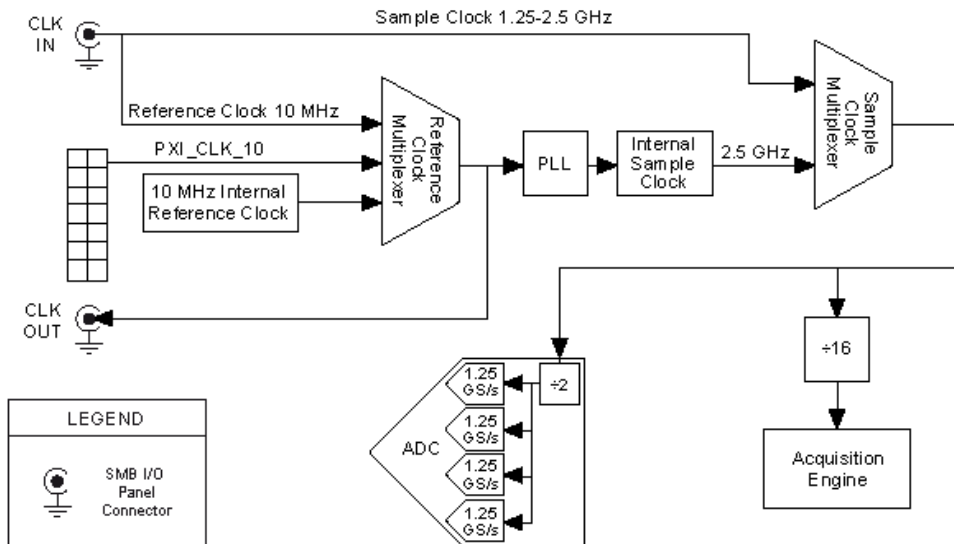 CLK
IN
Sample Clock 1.25-2.5 GHz
Reference Clock 10 MHz
PXI_CLK_10
10 MHz Internal
Reference Clock
Reference
Clock
Multiplexer
PLL
Internal
Sample
Clock
2.5 GHz
Sample
Clock
Multiplexer
CLK
OUT
÷2
÷16
1.25
GS/s
1.25
GS/s
1.25
GS/s
1.25
GS/s
ADC
Acquisition
Engine
LEGEND
SMB I/O
Panel
Connector